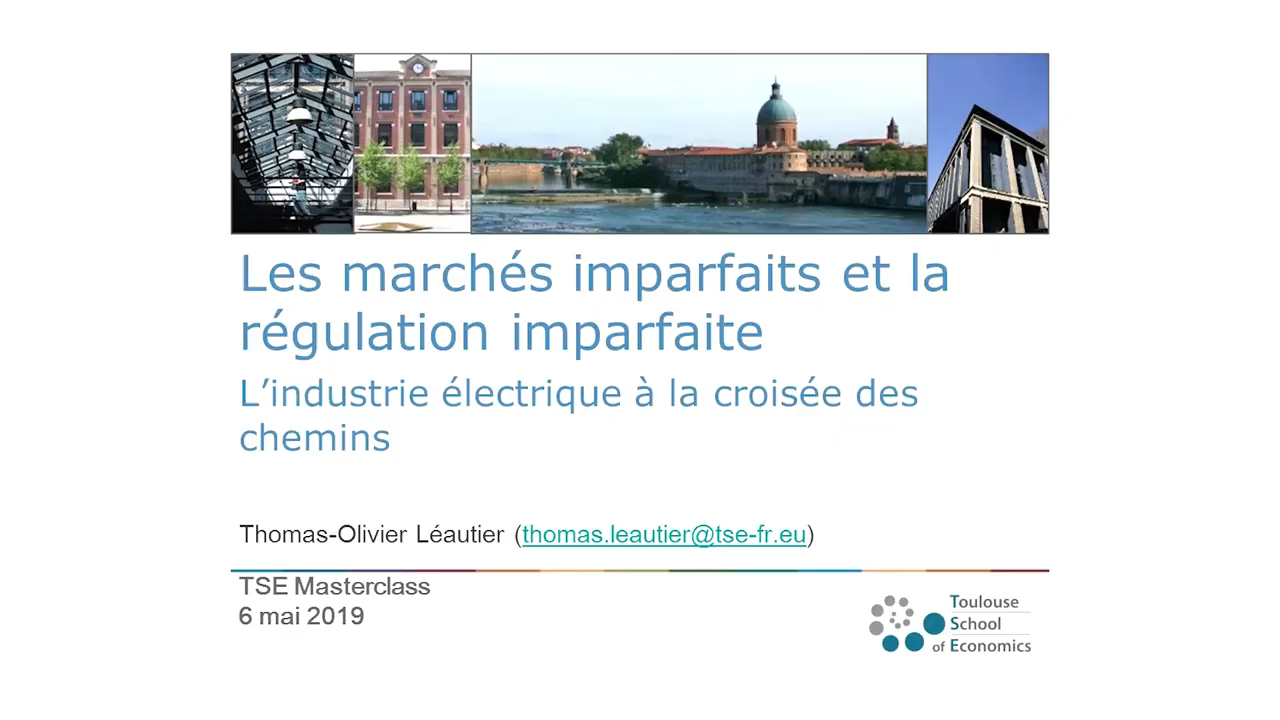 Les marchés imparfaits et la
régulation imparfaite
L’industrie électrique à la croisée des
chemins
Thomas-Olivier Léautier (thomas.leautier@tse-fr.eu)
TSE Masterclass
6 mai 2019
Toulouse
School
of Economics